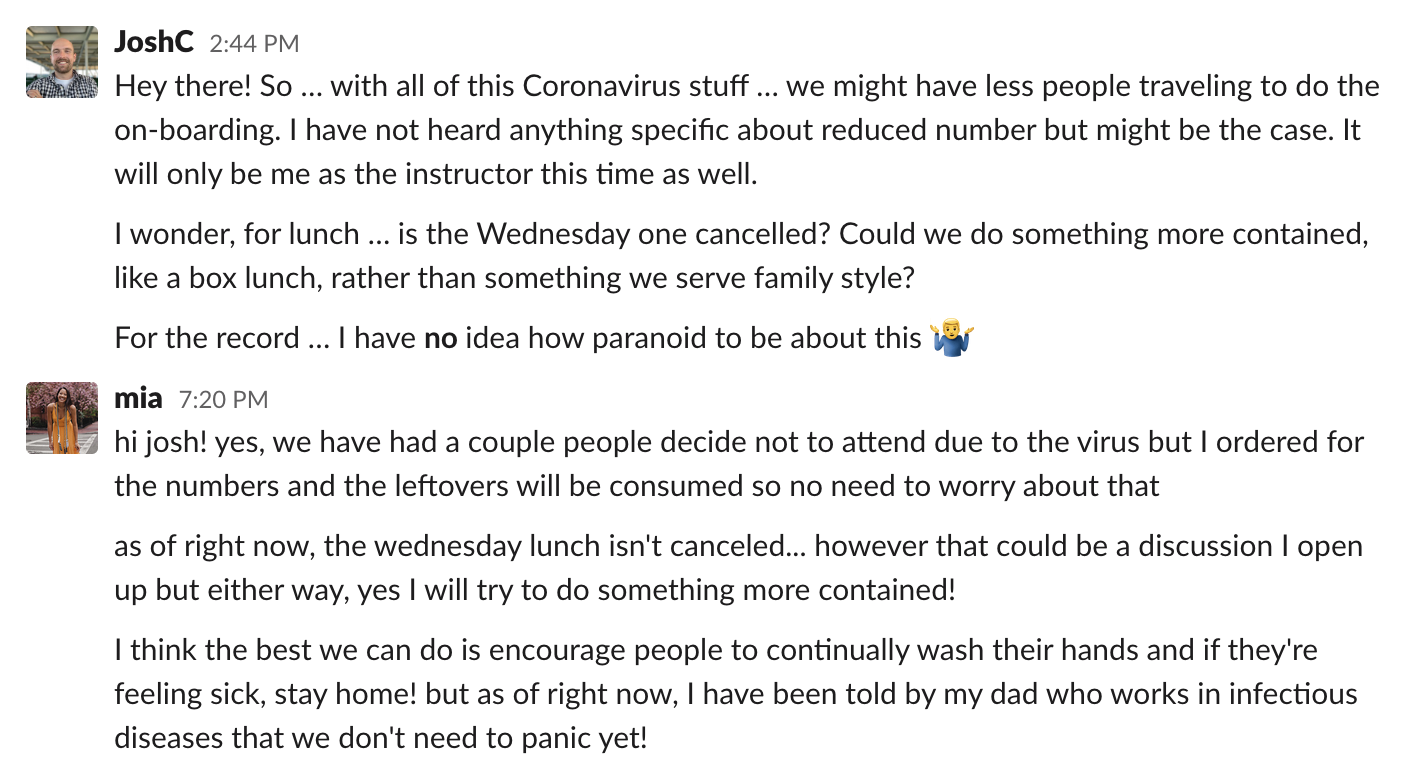 JoshC 2:44 PM
Hey there! So ... with all of this Coronavirus stuff ... we might have less people traveling to do the
on-boarding. I have not heard anything specific about reduced number but might be the case. It
will only be me as the instructor this time as well.
I wonder, for lunch ... is the Wednesday one cancelled? Could we do something more contained,
like a box lunch, rather than something we serve family style?
For the record ... I have no idea how paranoid to be about this 🤷‍♂️
mia 7:20 PM
hi josh! yes, we have had a couple people decide not to attend due to the virus but I ordered for
the numbers and the leftovers will be consumed so no need to worry about that
as of right now, the wednesday lunch isn't canceled... however that could be a discussion I open
up but either way, yes I will try to do something more contained!
I think the best we can do is encourage people to continually wash their hands and if they're
feeling sick, stay home! but as of right now, I have been told by my dad who works in infectious
diseases that we don't need to panic yet!